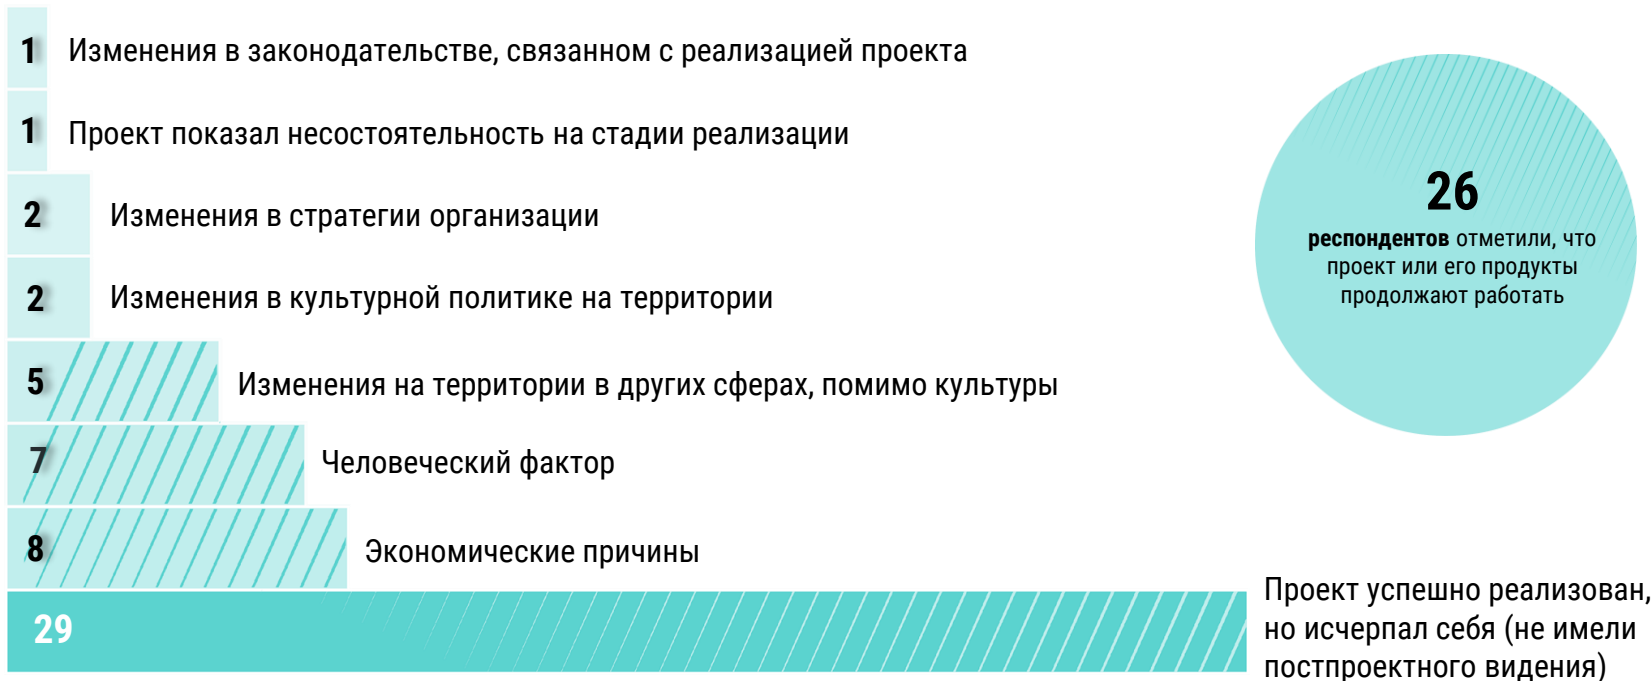 1 Изменения в законодательстве, связанном с реализацией проекта
1 Проект показал несостоятельность на стадии реализации
2 Изменения в стратегии организации
2 Изменения в культурной политике на территории
5 Изменения на территории в других сферах, помимо культуры
7 Человеческий фактор
8 Экономические причины
29
Проект успешно реализован,
но исчерпал себя (не имели
постпроектного видения)
26
респондентов отметили, что
проект или его продукты
продолжают работать